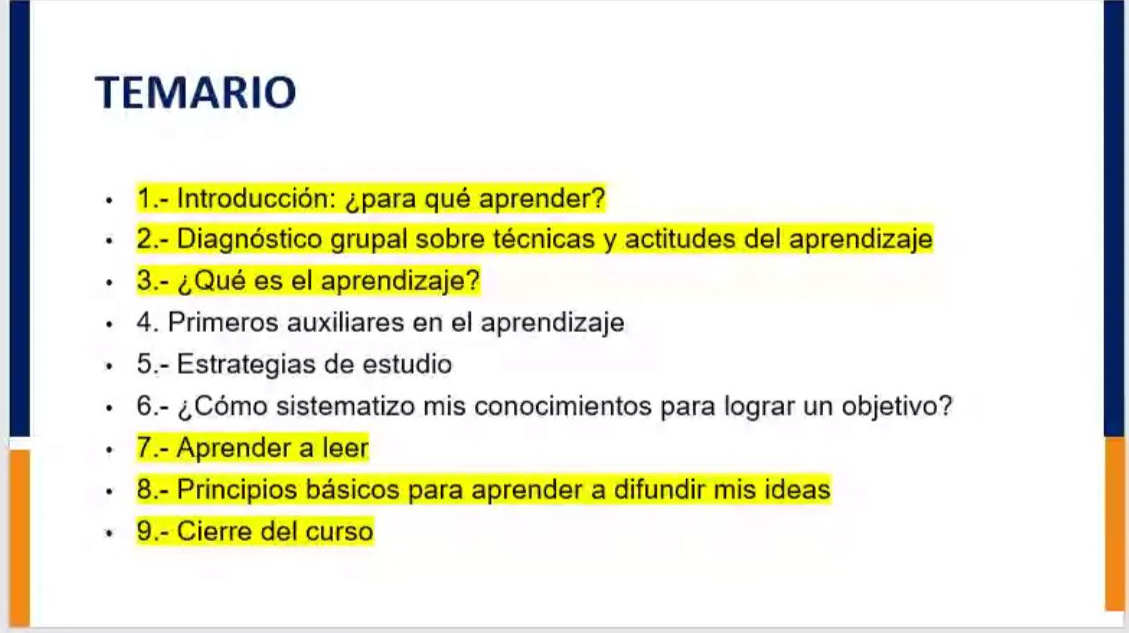 TEMARIO
• 1.- Introducción: ¿para qué aprender?
• 2.- Diagnóstico grupal sobre técnicas y actitudes del aprendizaje
• 3.- ¿Qué es el aprendizaje?
• 4. Primeros auxiliares en el aprendizaje
• 5.- Estrategias de estudio
• 6.- ¿Cómo sistematizo mis conocimientos para lograr un objetivo?
• 7.- Aprender a leer
• 8.- Principios básicos para aprender a difundir mis ideas
• 9.- Cierre del curso